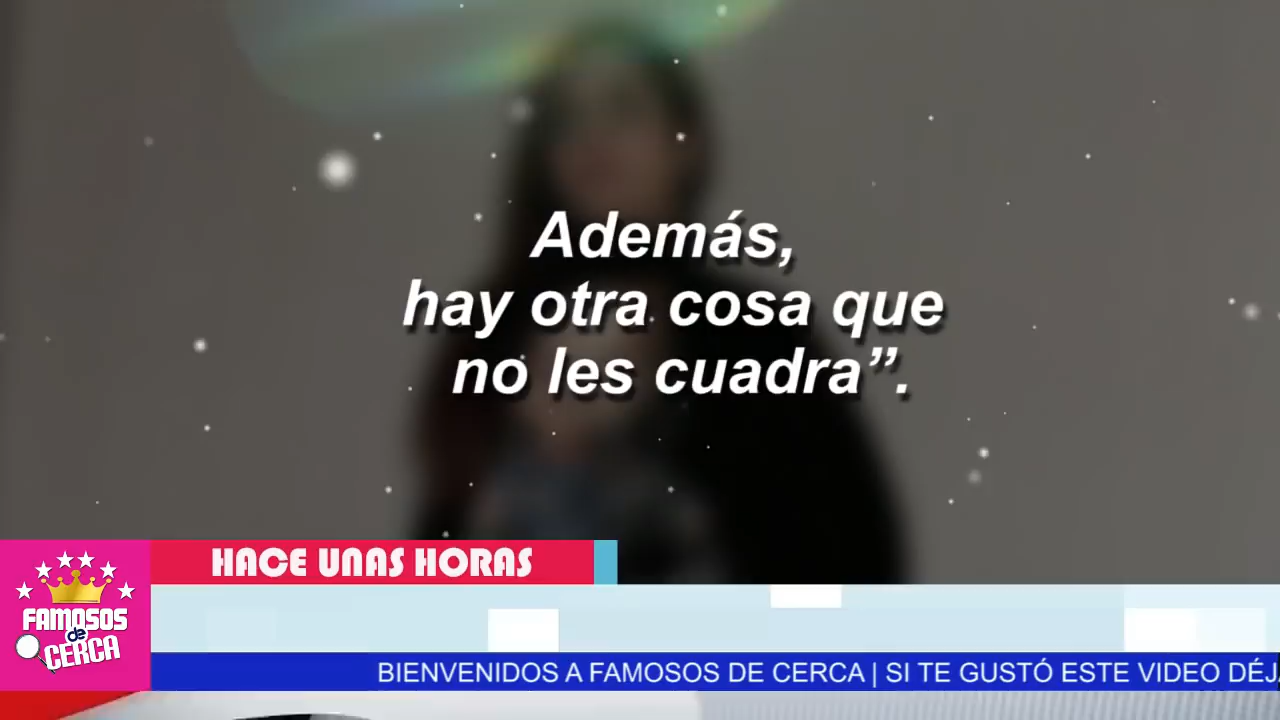 Además,
hay otra cosa que
no les cuadra”.
HACE UNAS HORAS
FAMOSOS
de
CERCA
BIENVENIDOS A FAMOSOS DE CERCA | SI TE GUSTÓ ESTE VIDEO DÉJA